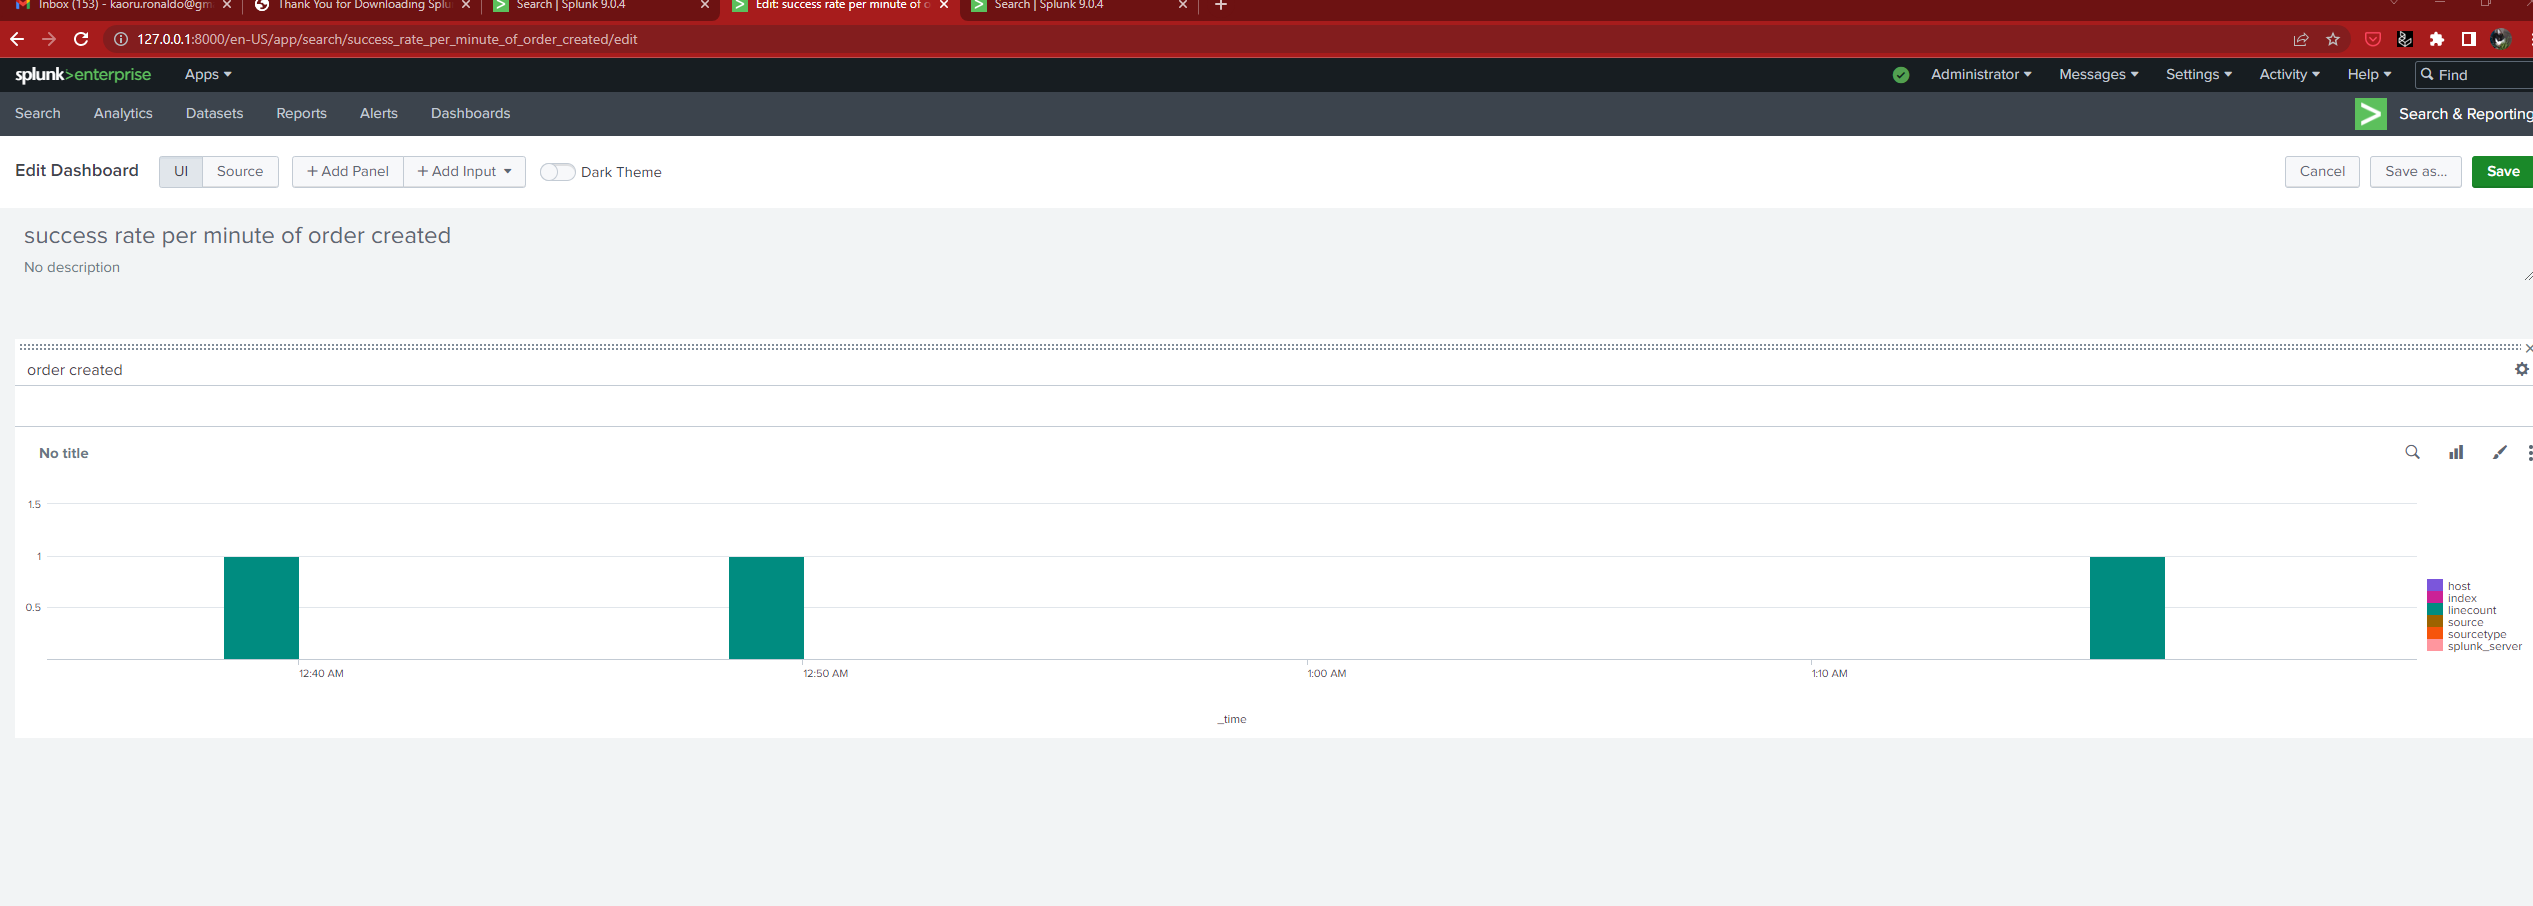 Inbox (153) - kaoru.ronaldo@gm
Thank You for Downloading Splu
Search | Splunk 9.0.4
Edit: success rate per minute of o
Search | Splunk 9.0.4
127.0.0.1:8000/en-US/app/search/success_rate_per_minute_of_order_created/edit
splunk>enterprise Apps
Administrator Messages Settings Activity Help Find
Search Analytics Datasets Reports Alerts Dashboards
> Search & Reporting
Edit Dashboard UI Source + Add Panel + Add Input Dark Theme
Cancel Save as... Save
success rate per minute of order created
No description
order created
No title
1.5
1
0.5
12:40 AM 12:50 AM 1:00 AM 1:10 AM
_time
host
index
linecount
source
sourcetype
splunk_server